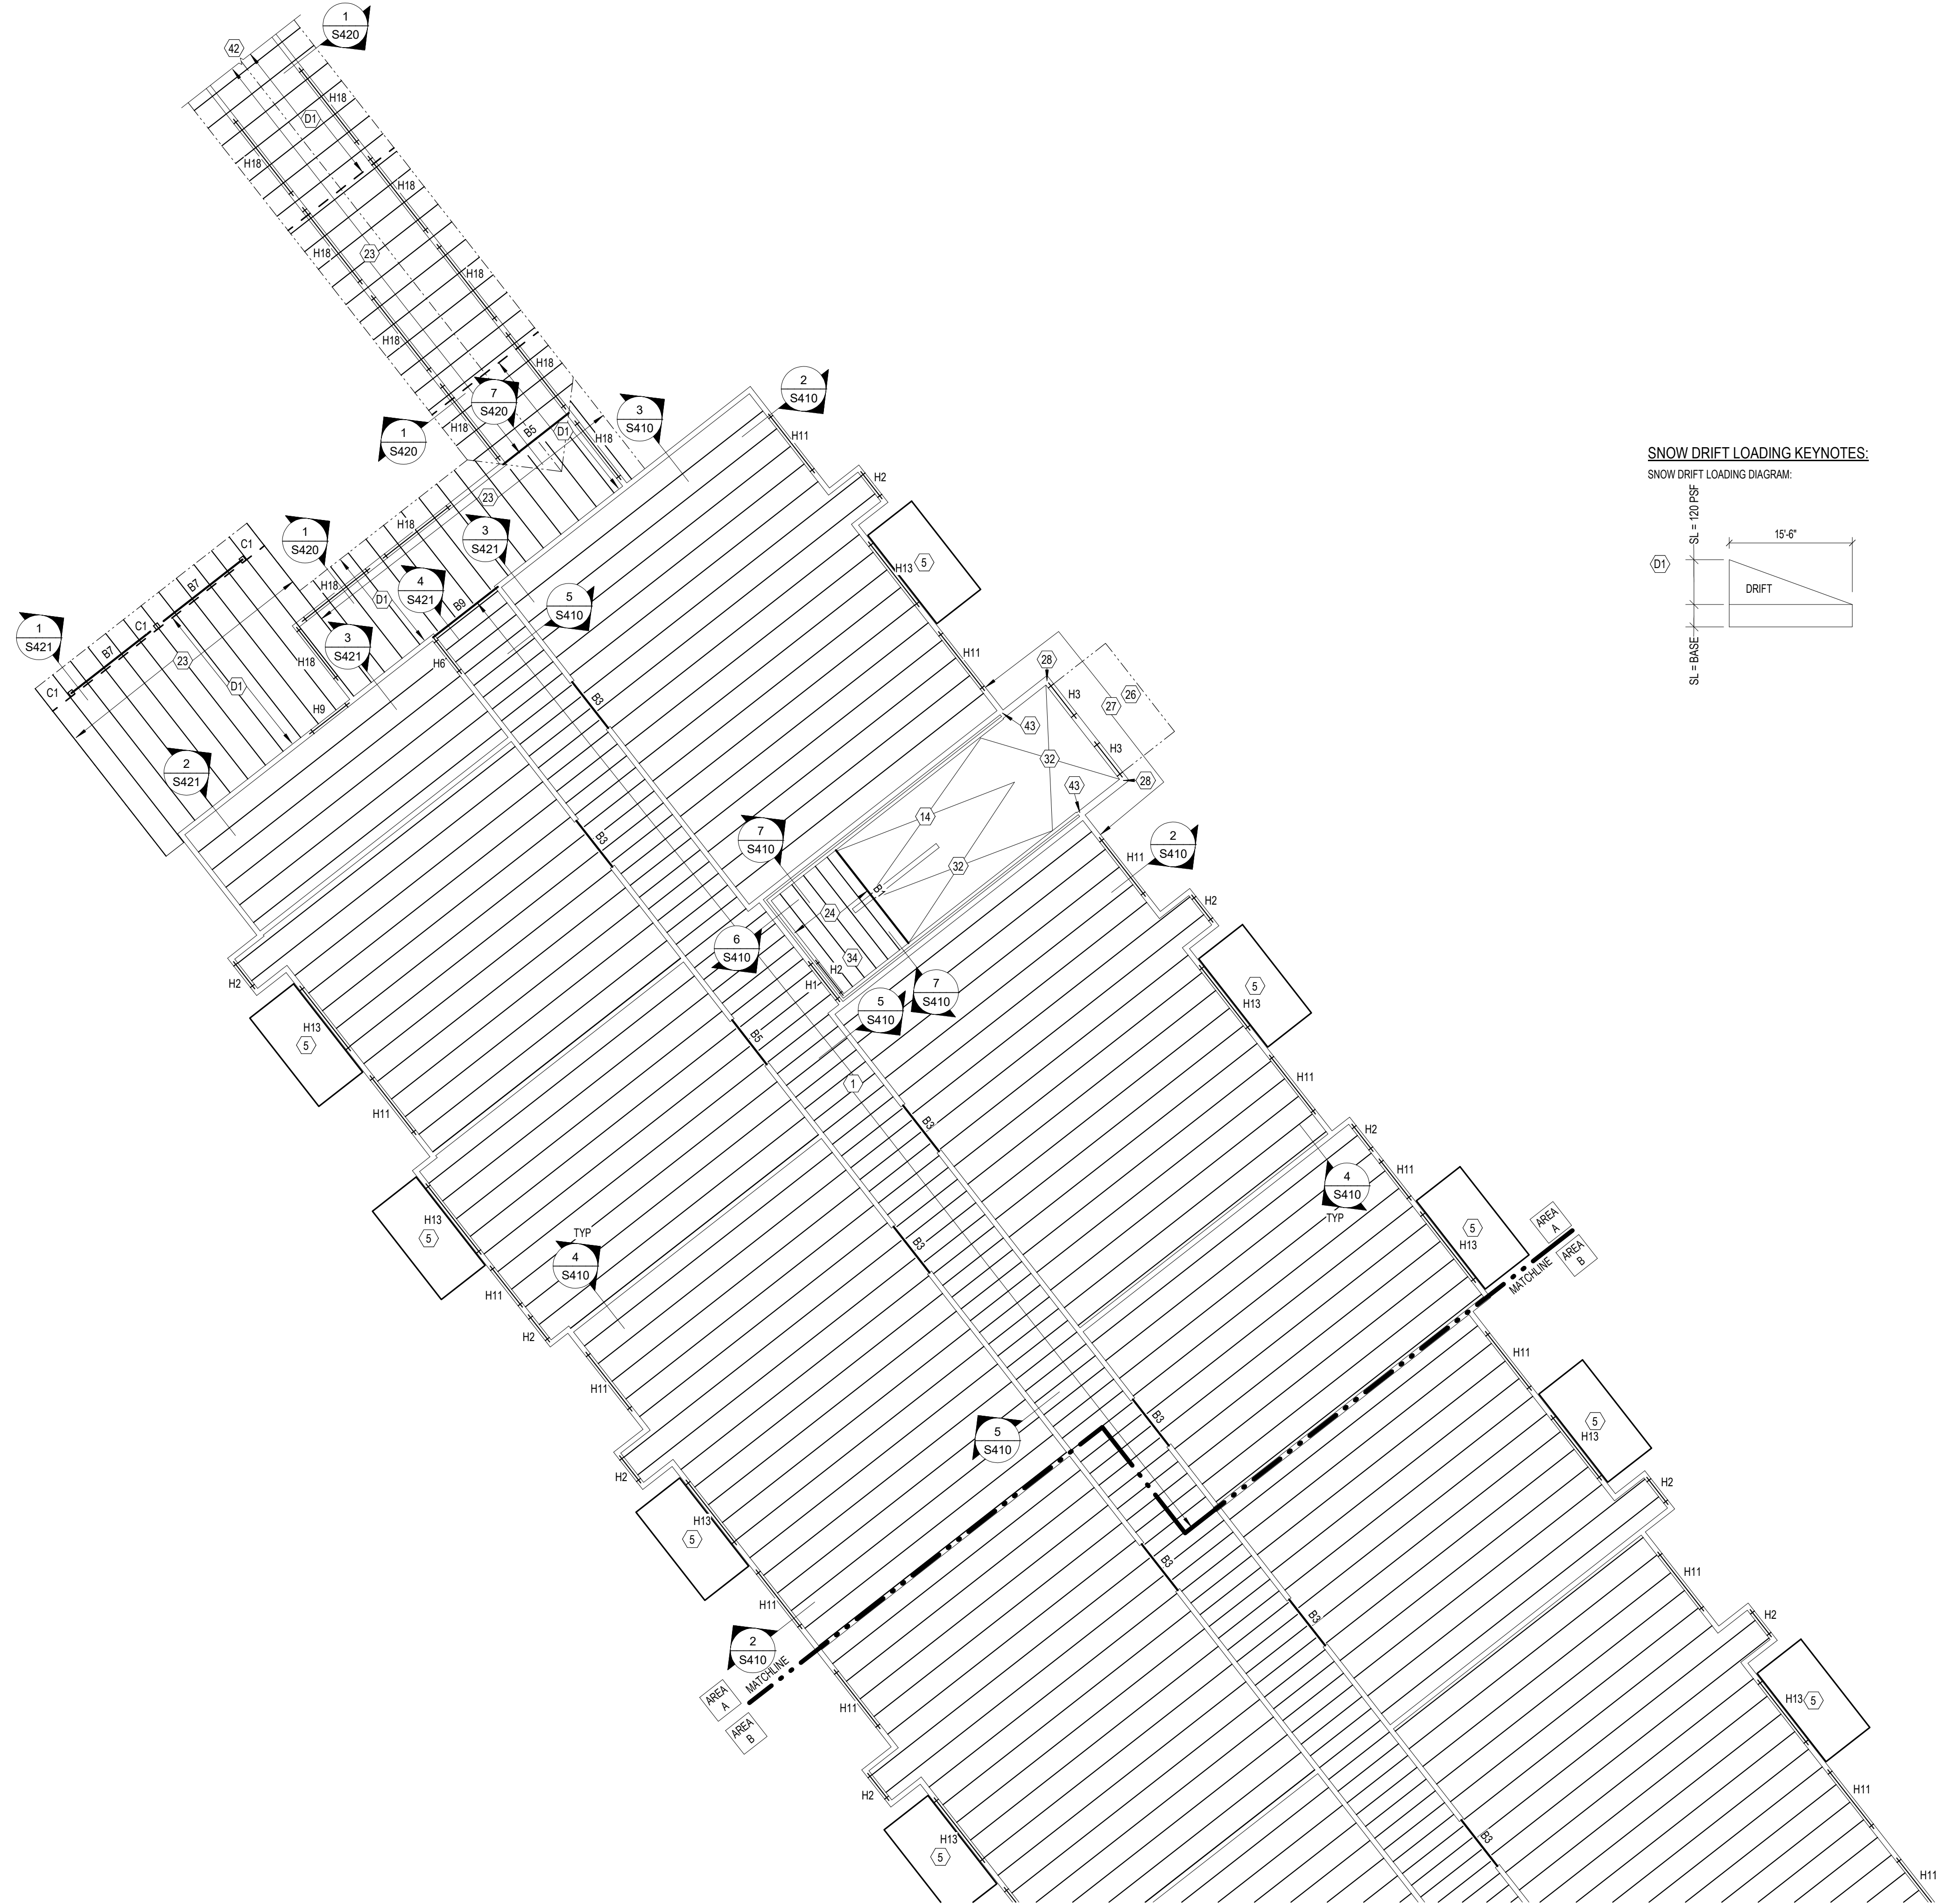 1
S420
42
H18
D1
H18
H18
23
H18
H18
H18
H18
H18
7
S420
1
S420
B5
D1
H18
3
S410
2
S410
H11
H2
SNOW DRIFT LOADING KEYNOTES:
SNOW DRIFT LOADING DIAGRAM:
SL = 120 PSF
15'-6"
D1
DRIFT
SL = BASE
23
H18
3
S421
1
S420
C1
B7
H18
D1
4
S421
B9
5
S410
H13
5
1
S421
C1
B7
23
C1
D1
3
S421
H18
H6
H9
H11
B3
28
H3
26
27
43
H3
32
28
43
2
S421
B3
14
7
S410
32
B1
2
S410
H11
H2
24
6
S410
34
H2
H1
7
S410
5
S410
H2
H13
5
5
H13
B5
H11
1
H11
B3
H2
H11
4
S410
TYP
H13
5
H13
5
AREA
A
AREA
B
MATCHLINE
TYP
4
S410
B3
H11
H2
H11
H11
5
H13
B3
5
S410
H2
H13
5
B3
H2
H11
H11
B3
H2
2
S410
MATCHLINE
AREA
A
AREA
B
H11
H13
5
H2
H11
H13
5
B3
H11